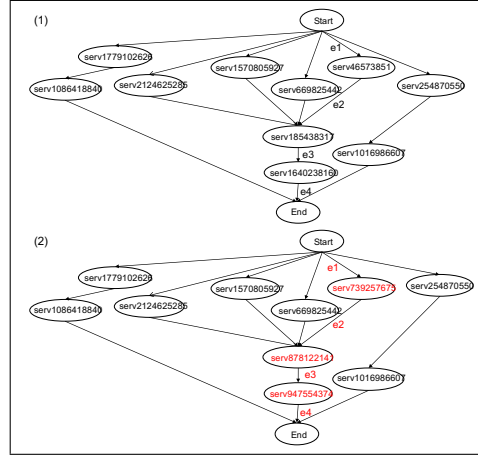 (1)
Start
serv1779102626
serv1570805927
e1
serv46573851
serv1086418840
serv2124625285
serv669825442
serv254870550
e2
serv185438317
e3
serv1016986607
serv1640238160
e4
End
(2)
Start
serv1779102626
serv1570805927
e1
serv739257675
serv1086418840
serv2124625285
serv669825442
serv254870550
e2
serv878122141
e3
serv1016986607
serv947554374
e4
End